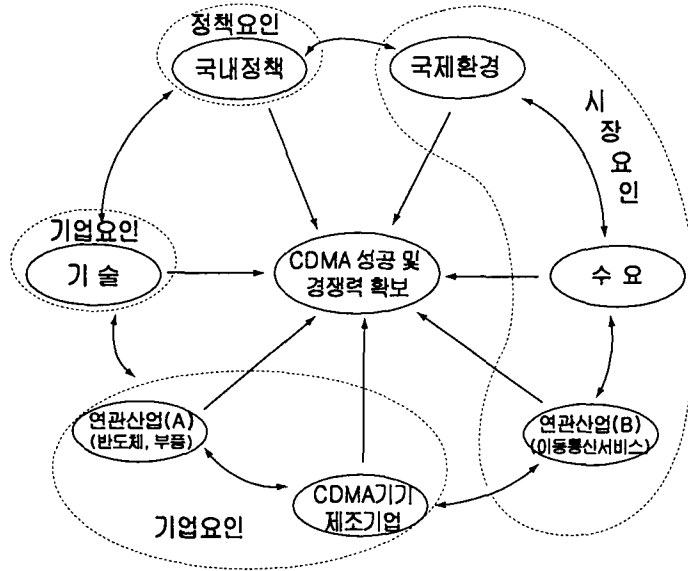 정책요인
국내정책
국제환경
시
장
요
인
기업요인
기 술
CDMA 성공 및
경쟁력 확보
수 요
연관산업(A)
(반도체, 부품)
연관산업(B)
(이동통신서비스)
CDMA기기
제조기업
기업요인